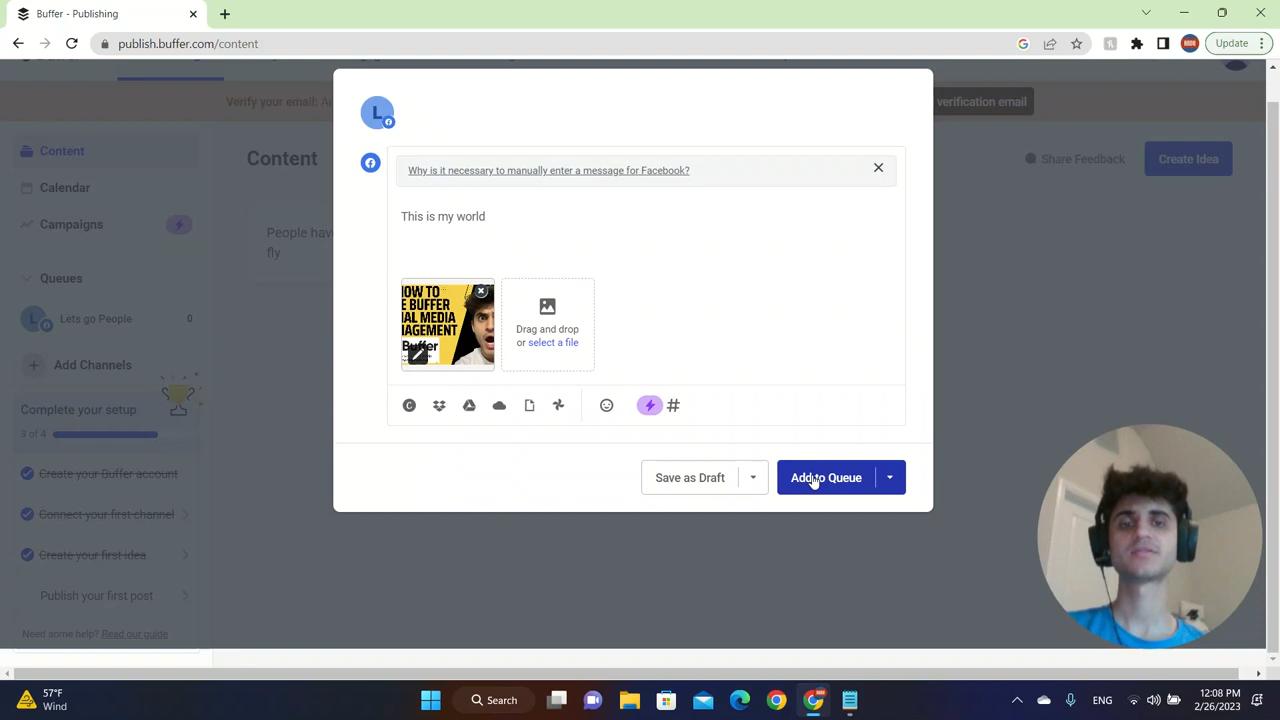 Buffer - Publishing
publish.buffer.com/content
Update
Verify your email:
verification email
Content
Calendar
Campaigns
Queues
Lets go People 0
Add Channels
Complete your setup
3 of 4
Create your Buffer account
Connect your first channel
Create your first idea
Publish your first post
Need some help? Read our guide
Content
Share Feedback
Create Idea
People hav
fly
L
Why is it necessary to manually enter a message for Facebook?
This is my world
HOW TO
E BUFFER
IAL MEDIA
NAGEMENT
Buffer
Drag and drop
or select a file
Save as Draft
Add to Queue
57°F
Wind
Search
ENG
12:08 PM
2/26/2023